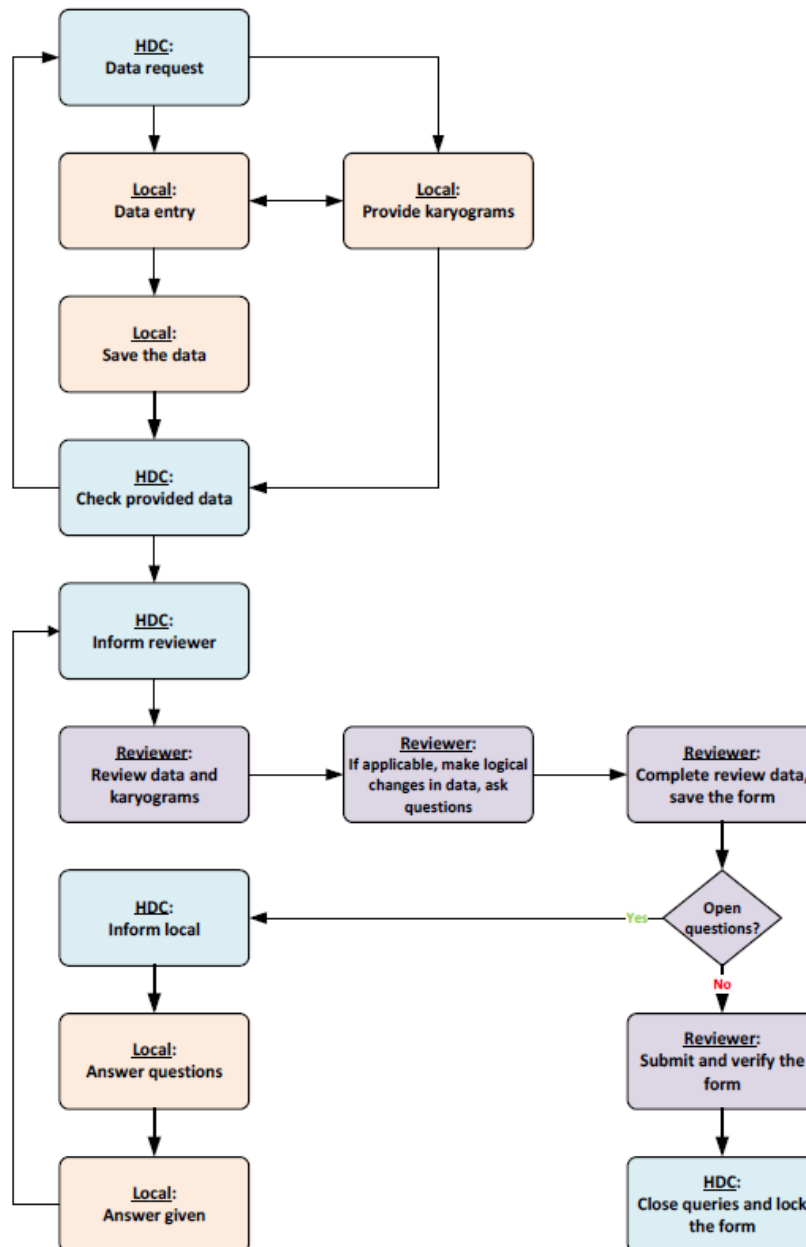 HDC:
Data request
Local:
Data entry
Local:
Provide karyograms
Local:
Save the data
HDC:
Check provided data
HDC:
Inform reviewer
Reviewer:
Review data and
karyograms
Reviewer:
If applicable, make logical
changes in data, ask
questions
Reviewer:
Complete review data,
save the form
HDC:
Inform local
Yes
Open
questions?
No
Local:
Answer questions
Reviewer:
Submit and verify the
form
Local:
Answer given
HDC:
Close queries and lock
the form